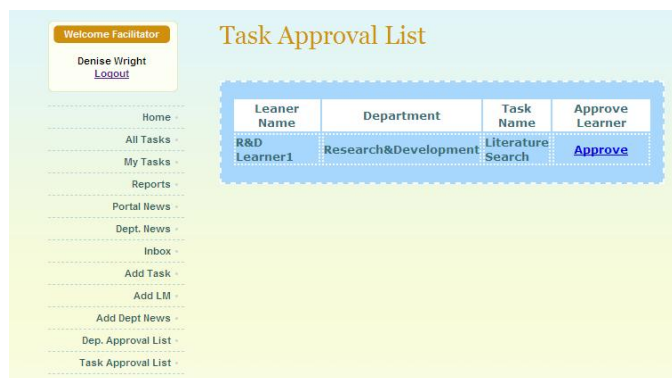 Welcome Facilitator
Denise Wright
Logout
Home
All Tasks
My Tasks
Reports
Portal News
Dept. News
Inbox
Add Task
Add LM
Add Dept News
Dep. Approval List
Task Approval List
Task Approval List
Leaner Name Department Task Name Approve Learner
R&D Learner1 Research&Development Literature Search Approve